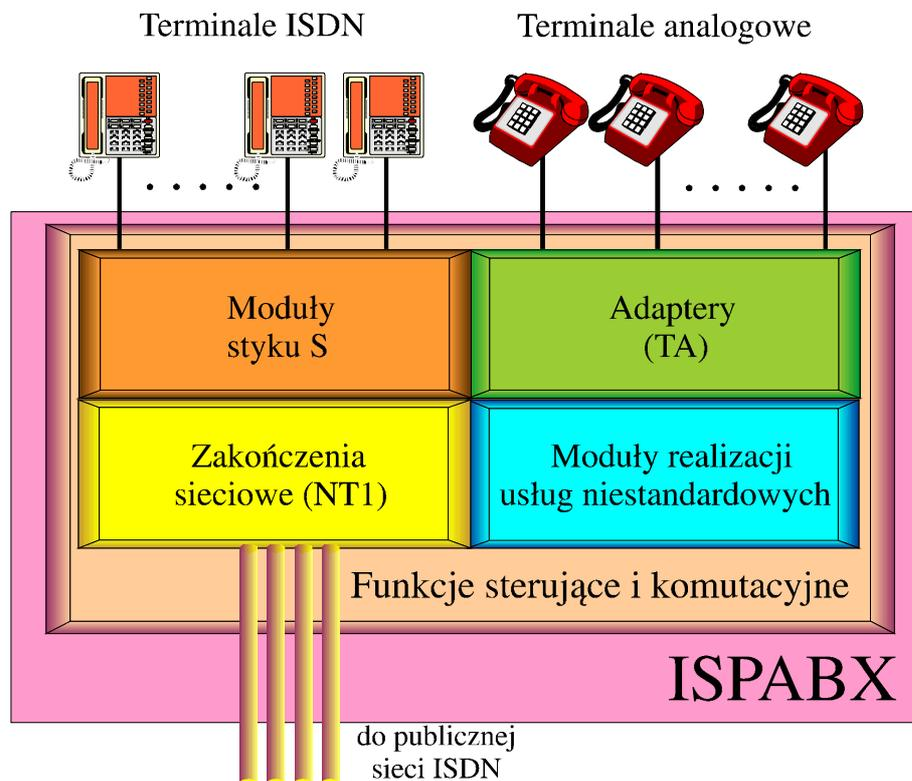 Terminale ISDN
Terminale analogowe
Moduły
styku S
Adaptery
(TA)
Zakończenia
sieciowe (NT1)
Moduły realizacji
usług niestandardowych
Funkcje sterujące i komutacyjne
ISPABX
do publicznej
sieci ISDN